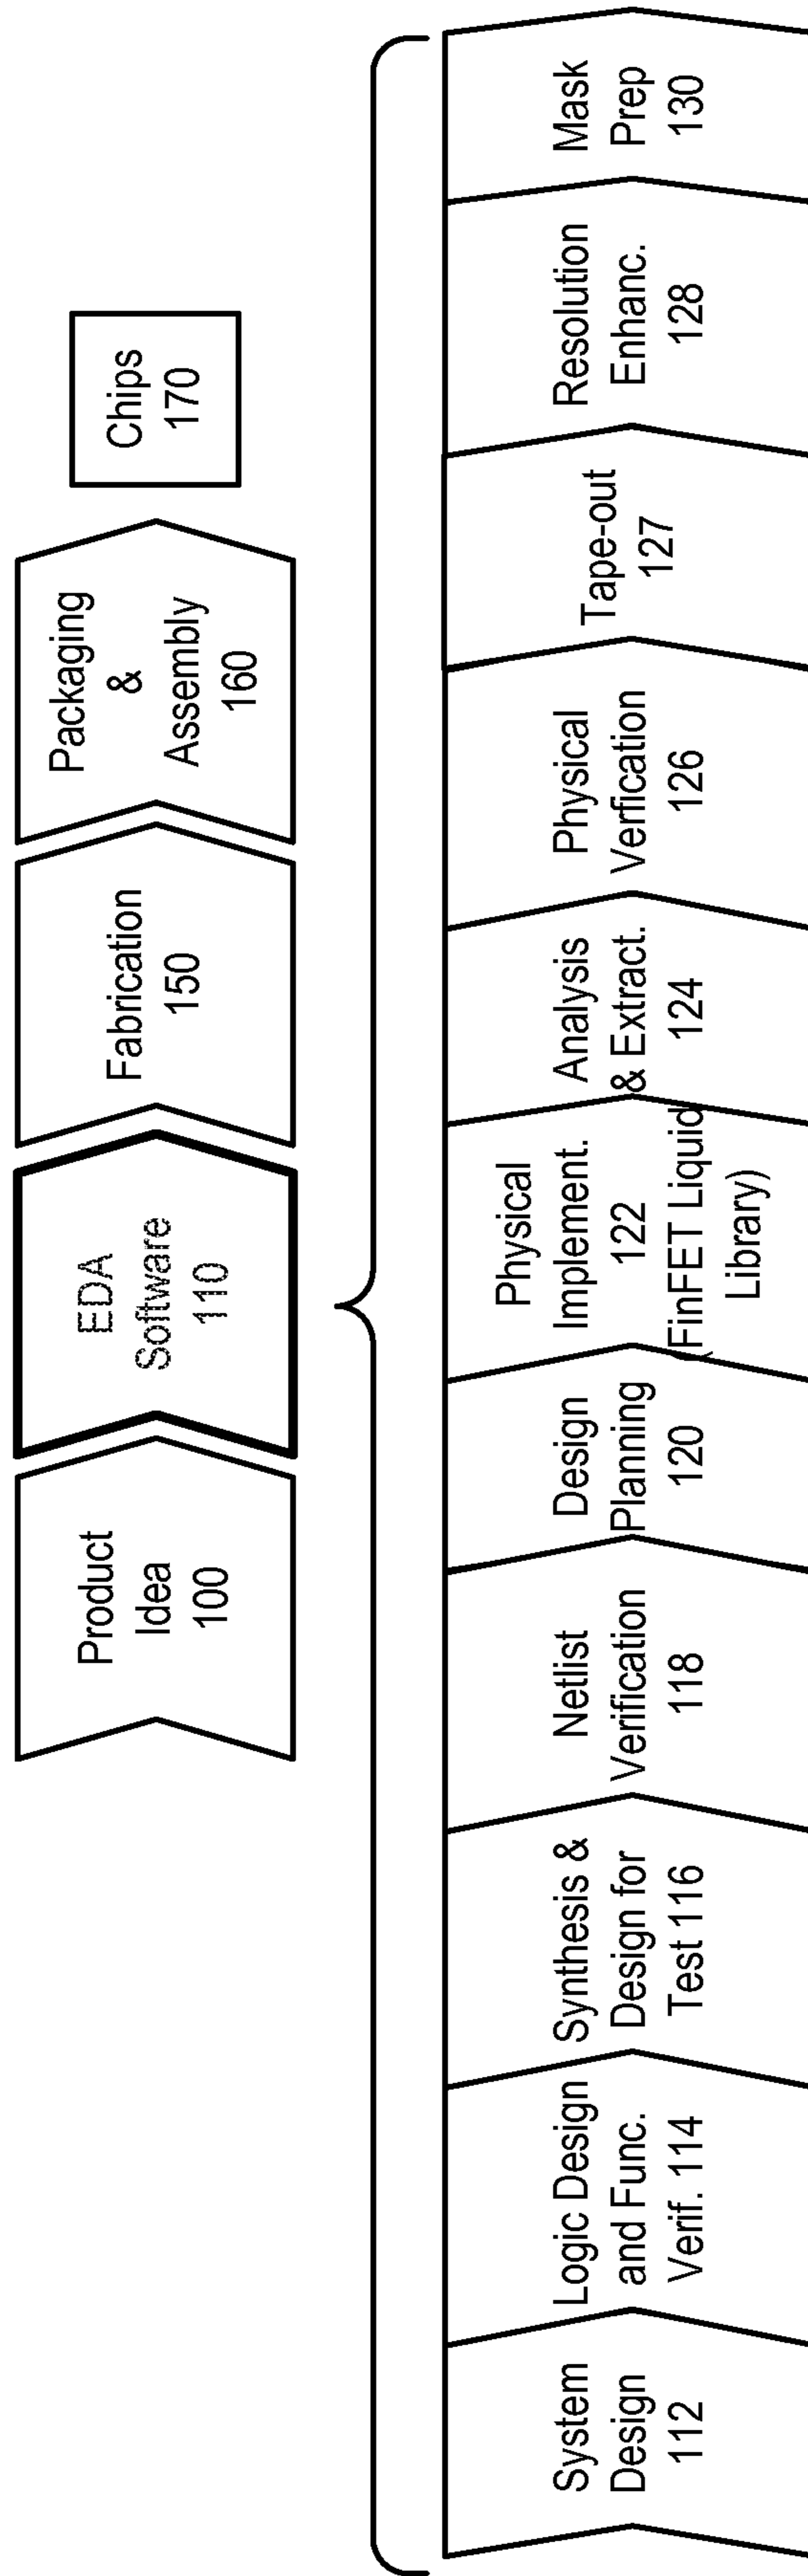 Product
Idea
100
EDA
Software
110
Fabrication
150
Packaging
&
Assembly
160
Chips
170
System
Design
112
Logic Design
and Func.
Verif. 114
Synthesis &
Design for
Test 116
Netlist
Verification
118
Design
Planning
120
Physical
Implement.
122
(FinFET Liquid
Library)
Analysis
& Extract.
124
Physical
Verfication
126
Tape-out
127
Resolution
Enhanc.
128
Mask
Prep
130